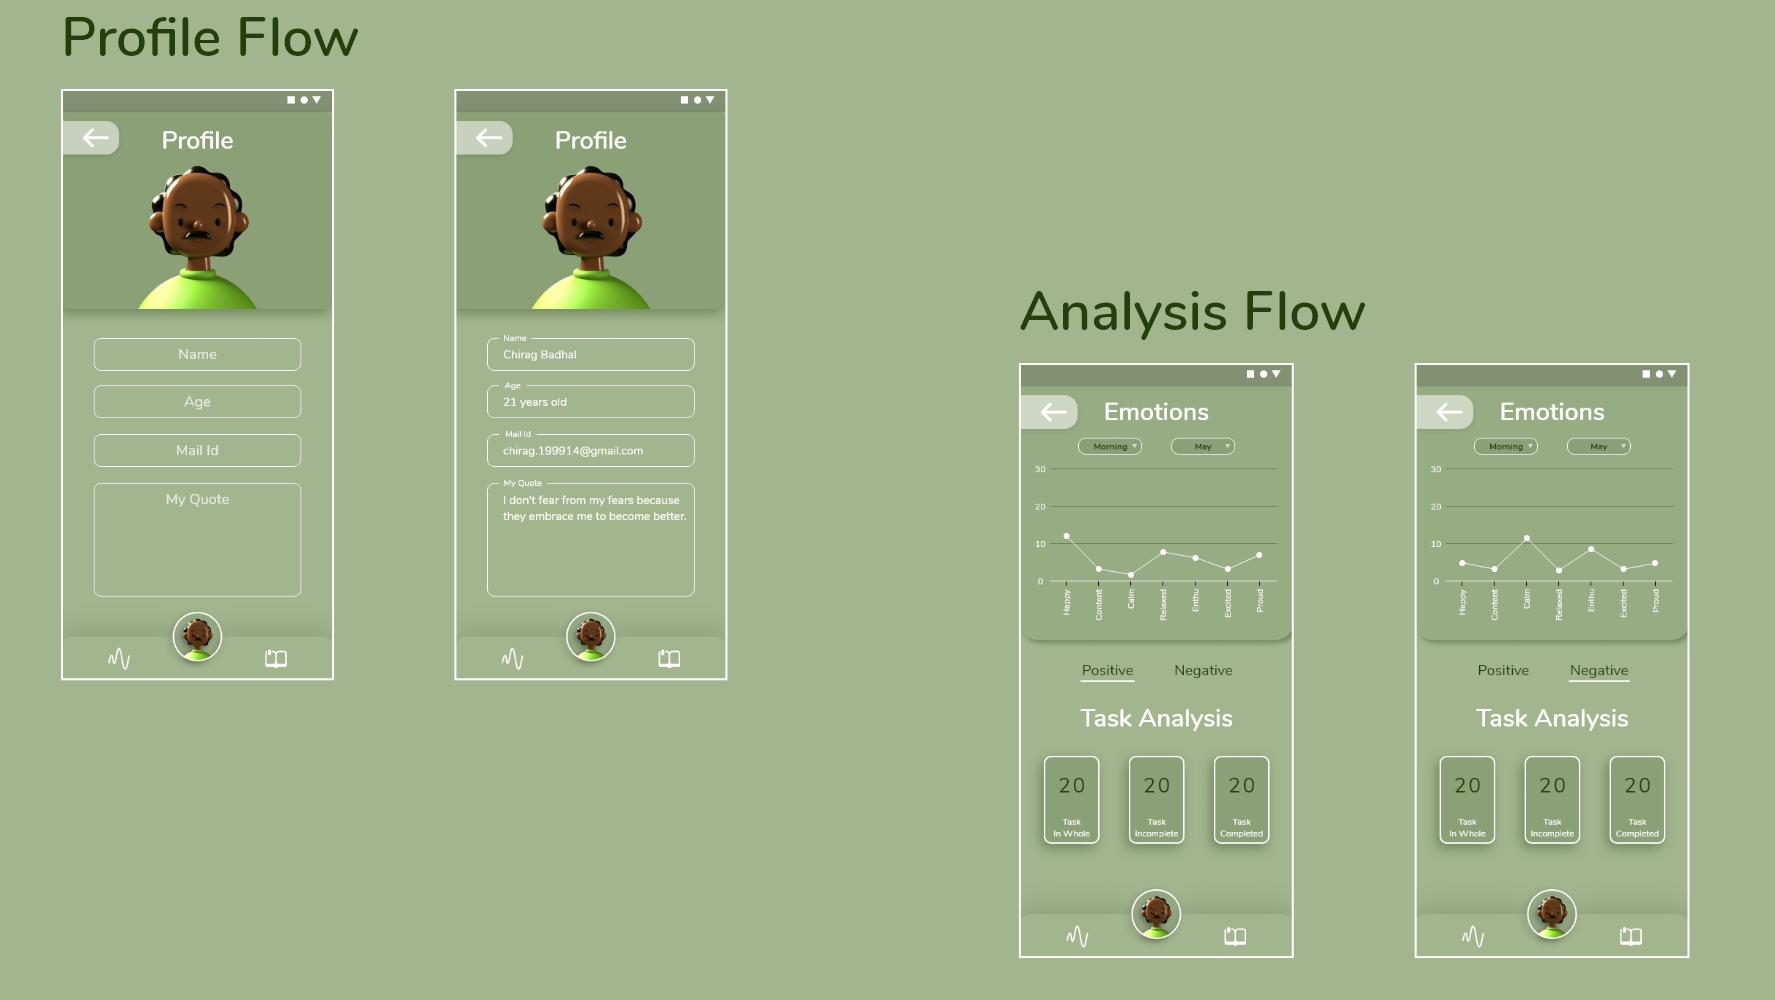 Profile Flow
Profile
Name
Age
Mail Id
My Quote
Profile
Name
Chirag Badhal
Age
21 years old
Mail Id
chirag.199914@gmail.com
My Quote
I don't fear from my fears because
they embrace me to become better.
Analysis Flow
Emotions
Morning May
30
20
10
0
Happy Content Calm Relaxed Enthu Excited Proud
Positive Negative
Task Analysis
20 20 20
Task Task Task
In Whole Incomplete Completed
Emotions
Morning May
30
20
10
0
Happy Content Calm Relaxed Enthu Excited Proud
Positive Negative
Task Analysis
20 20 20
Task Task Task
In Whole Incomplete Completed